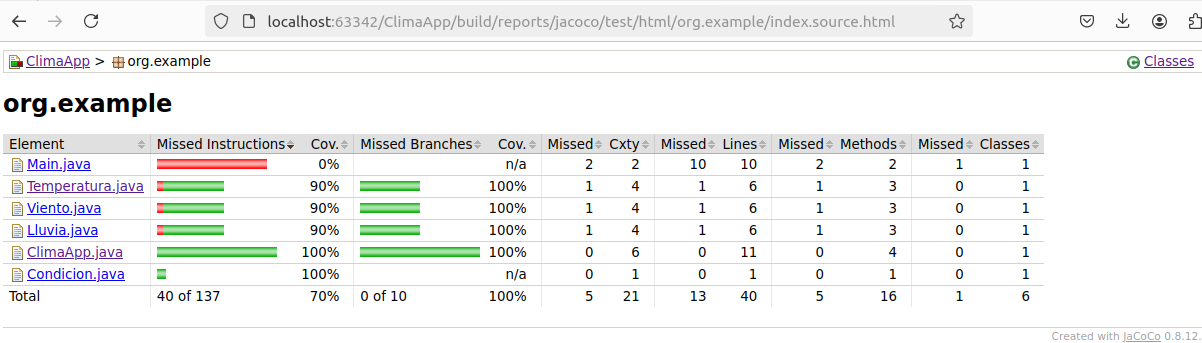 localhost:63342/ClimaApp/build/reports/jacoco/test/html/org.example/index.source.html
ClimaApp > org.example Classes
org.example
Element Missed Instructions Cov. Missed Branches Cov. Missed Cxty Missed Lines Missed Methods Missed Classes
Main.java 0% n/a 2 2 10 10 2 2 1 1
Temperatura.java 90% 100% 1 4 1 6 1 3 0 1
Viento.java 90% 100% 1 4 1 6 1 3 0 1
Lluvia.java 90% 100% 1 4 1 6 1 3 0 1
ClimaApp.java 100% 100% 0 6 0 11 0 4 0 1
Condicion.java 100% n/a 0 1 0 1 0 1 0 1
Total 40 of 137 70% 0 of 10 100% 5 21 13 40 5 16 1 6
Created with JaCoCo 0.8.12.